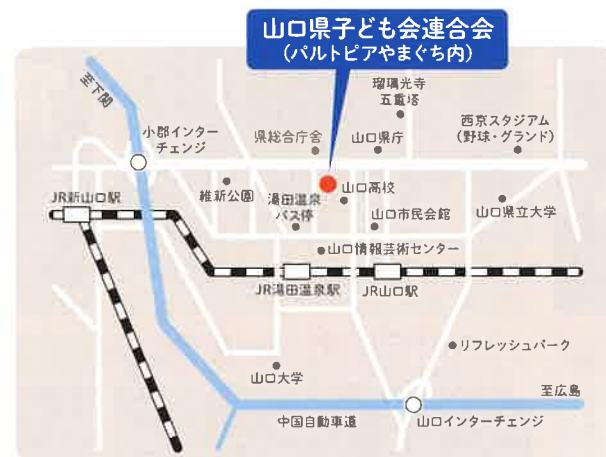 山口県子ども会連合会
(パルトピアやまぐち内)
至下関
瑠璃光寺
五重塔
小郡インター
チェンジ
県総合庁舎
山口県庁
西京スタジアム
(野球・グランド)
維新公園
湯田温泉
バス停
山口高校
JR新山口駅
山口市民会館
山口県立大学
山口情報芸術センター
JR湯田温泉駅
JR山口駅
リフレッシュパーク
山口大学
至広島
中国自動車道
山口インターチェンジ